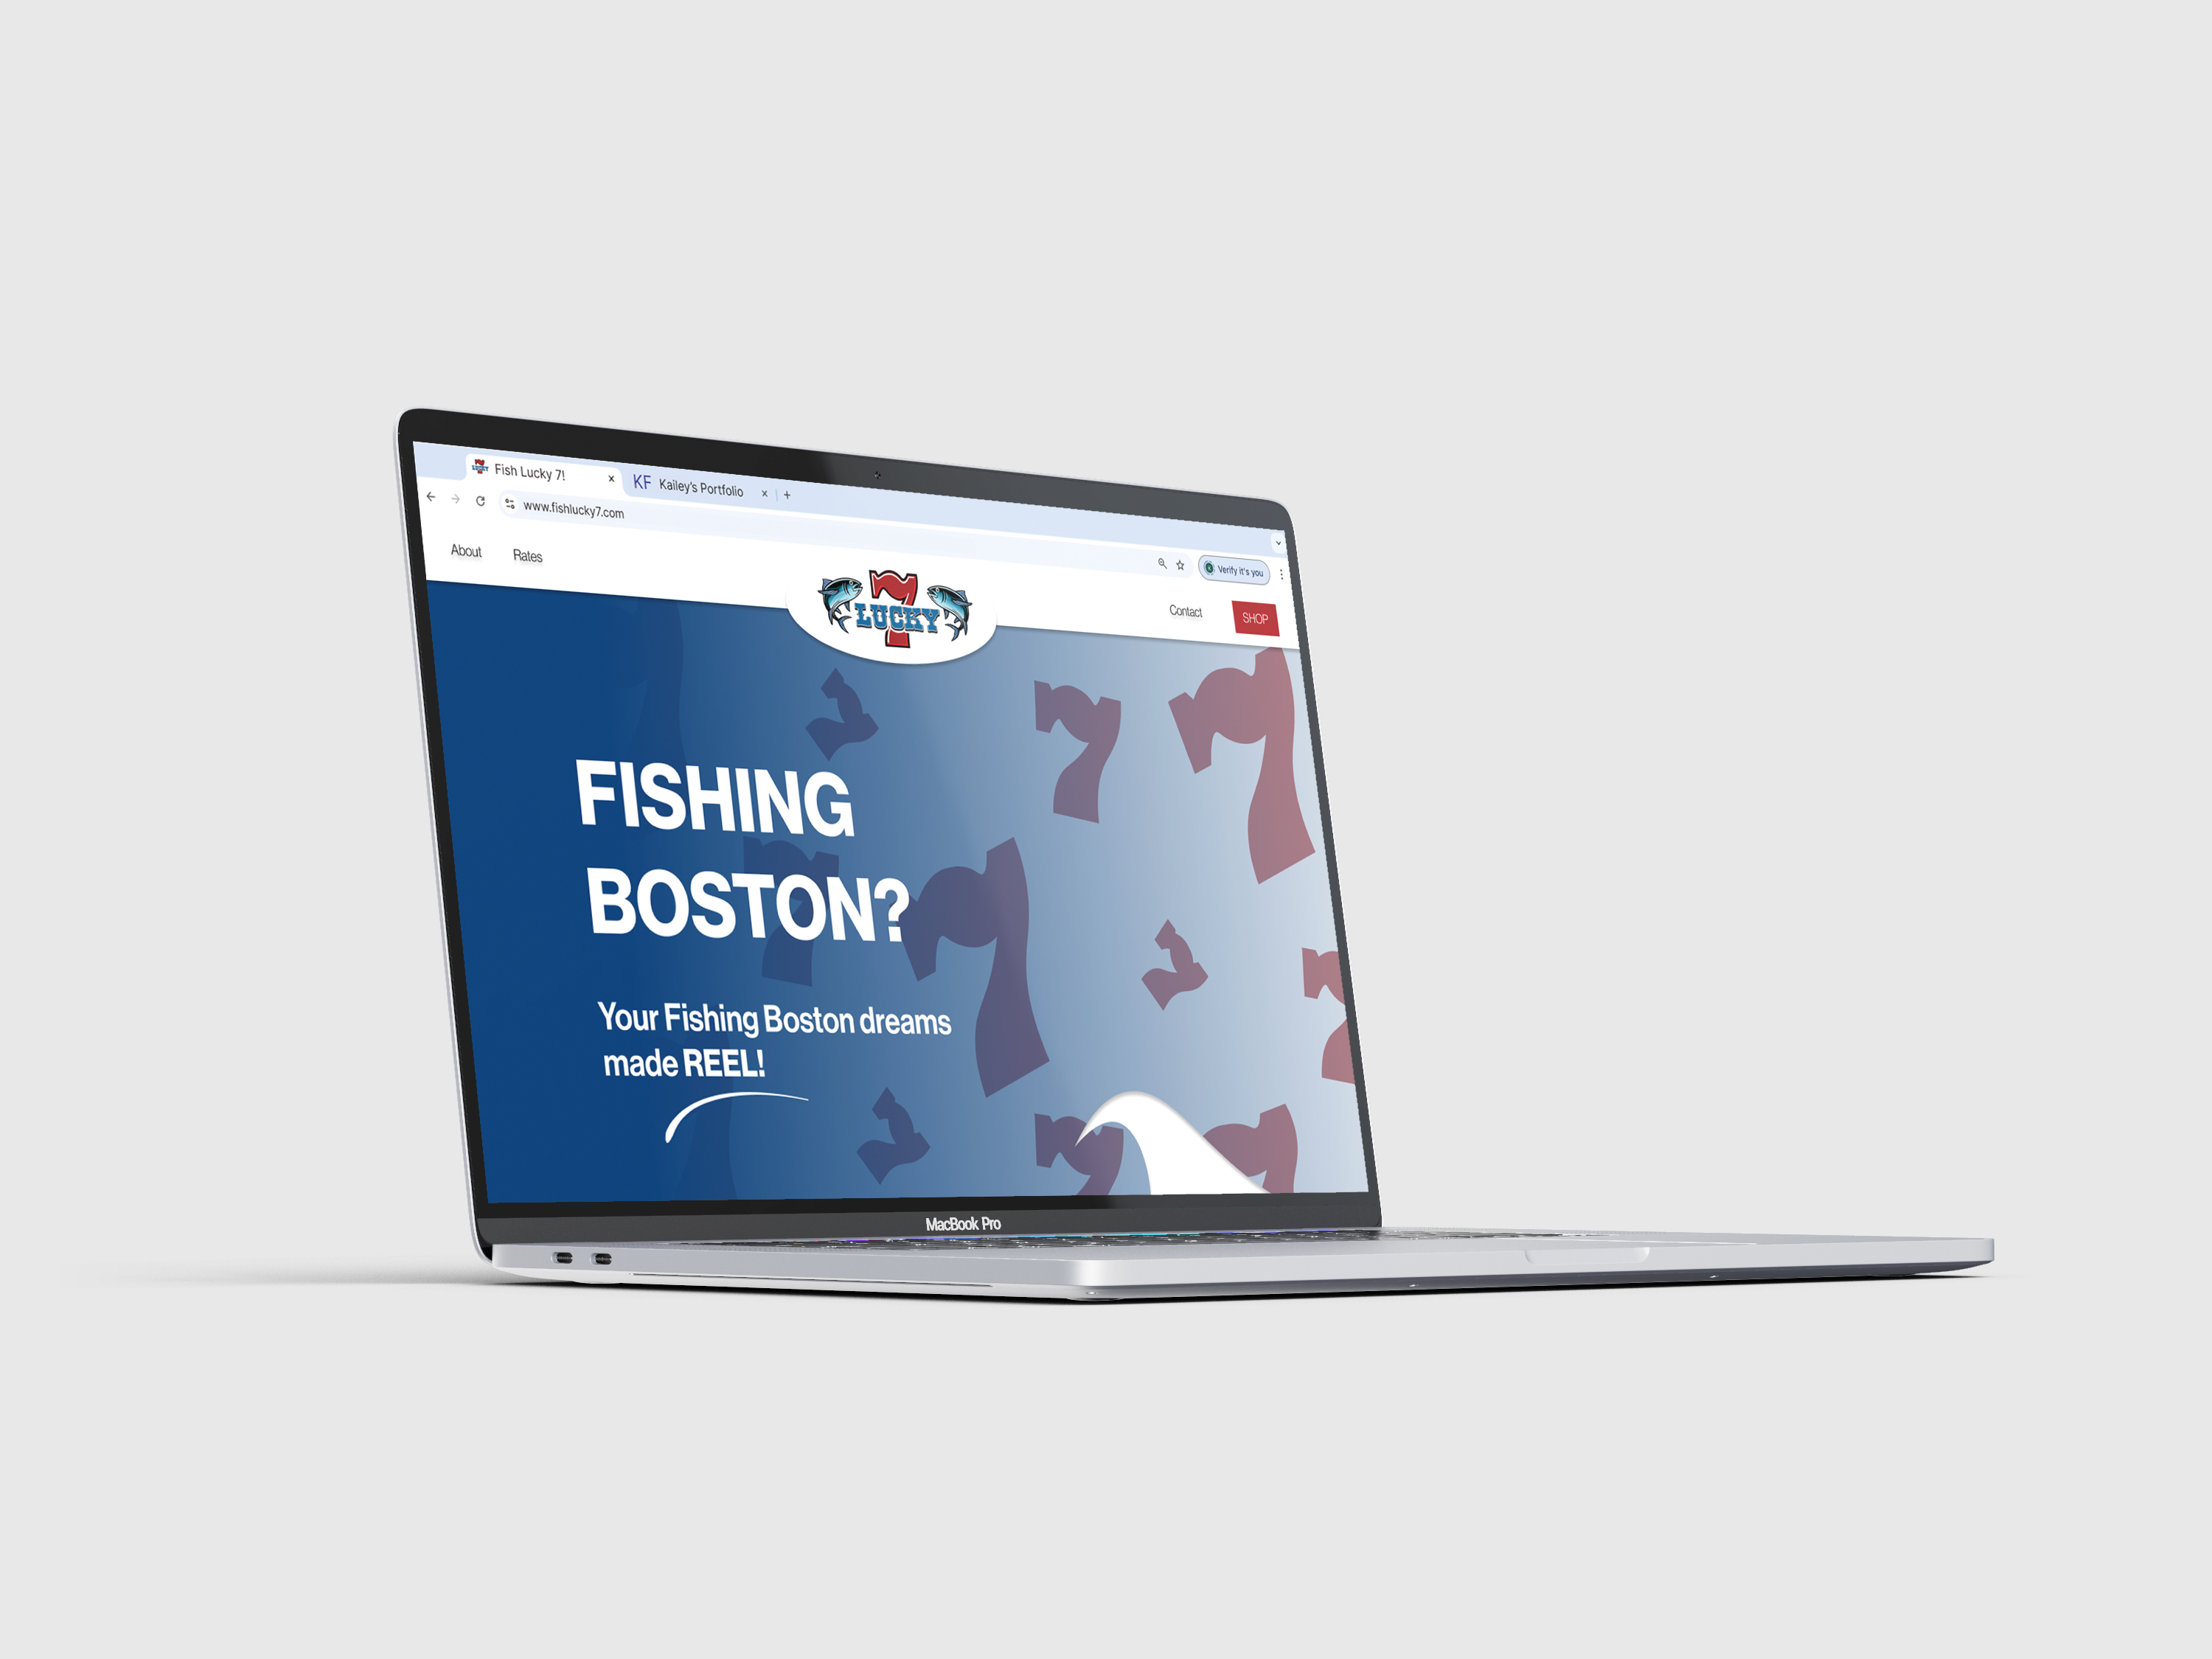 Fish Lucky 7!
KF Kailey's Portfolio
www.fishlucky7.com
Verify it's you
About Rates
7
LUCKY
Contact SHOP
FISHING
BOSTON?
Your Fishing Boston dreams
made REEL!
MacBook Pro